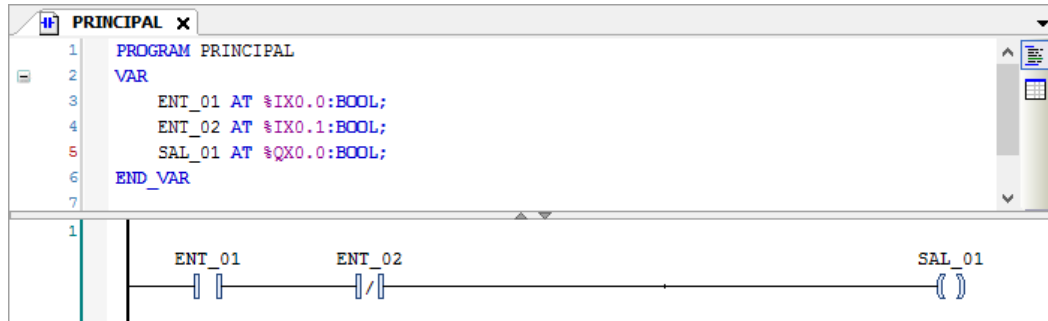 PRINCIPAL X
1 PROGRAM PRINCIPAL
2 VAR
3 ENT_01 AT %IX0.0:BOOL;
4 ENT_02 AT %IX0.1:BOOL;
5 SAL_01 AT %QX0.0:BOOL;
6 END_VAR
7
1
ENT_01 ENT_02 SAL_01
/